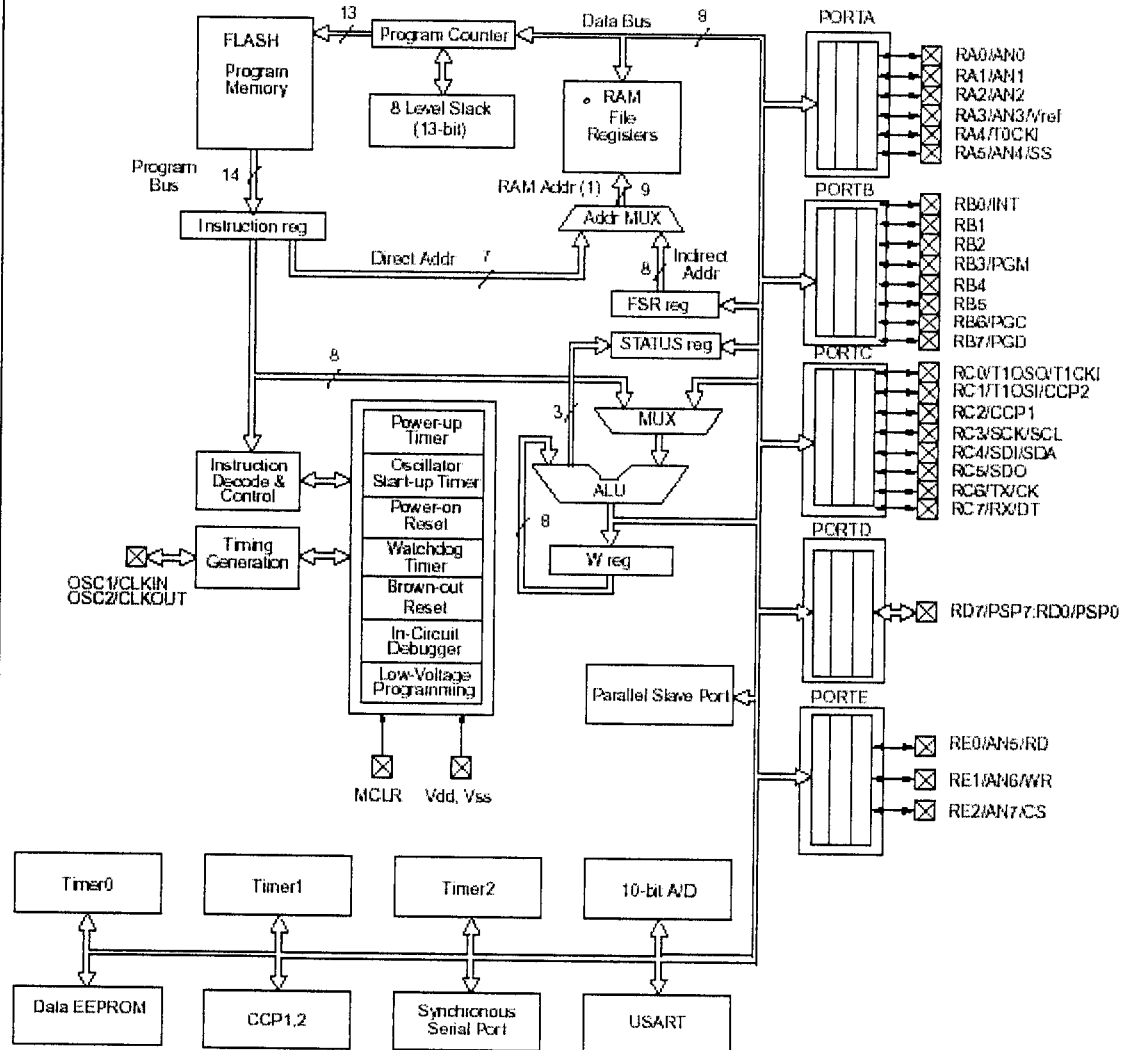 13
Data Bus
8
PORTA
FLASH
Program
Memory
Program Counter
8 Level Stack
(13-bit)
RAM
File
Registers
RA0/AN0
RA1/AN1
RA2/AN2
RA3/AN3/Vref
RA4/T0CKI
RA5/AN4/SS
Program
Bus
14
RAM Addr (1)
9
PORTB
Instruction reg
Addr MUX
Direct Addr
7
8
Indirect
Addr
FSR reg
RB0/INT
RB1
RB2
RB3/PGM
RB4
RB5
RB6/PGC
RB7/PGD
STATUS reg
PORTC
8
3
MUX
RC0/T1OSO/T1CKI
RC1/T1OSI/CCP2
RC2/CCP1
RC3/SCK/SCL
RC4/SDI/SDA
RC5/SDO
RC6/TX/CK
RC7/RX/DT
Power-up
Timer
Oscillator
Start-up Timer
Power-on
Reset
Watchdog
Timer
Brown-out
Reset
In-Circuit
Debugger
Low-Voltage
Programming
Instruction
Decode &
Control
Timing
Generation
OSC1/CLKIN
OSC2/CLKOUT
ALU
8
W reg
PORTD
RD7/PSP7:RD0/PSP0
Parallel Slave Port
PORTE
RE0/AN5/RD
RE1/AN6/WR
RE2/AN7/CS
MCLR
Vdd, Vss
Timer0
Timer1
Timer2
10-bit A/D
Data EEPROM
CCP1,2
Synchronous
Serial Port
USART